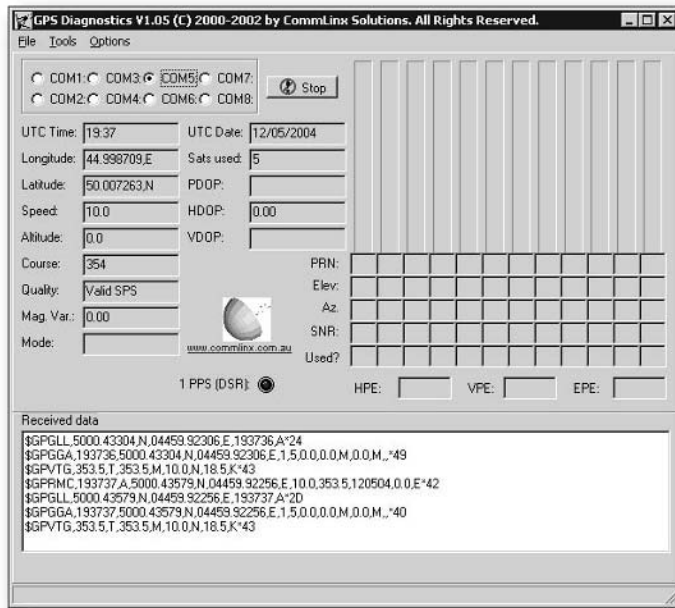 GPS Diagnostics V1.05 (C) 2000-2002 by CommLinx Solutions. All Rights Reserved.
File Tools Options
COM1: COM3: COM5: COM7:
COM2: COM4: COM6: COM8:
Stop
UTC Time: 19:37 UTC Date: 12/05/2004
Longitude: 44.998709,E Sats used: 5
Latitude: 50.007263,N PDOP:
Speed: 10.0 HDOP: 0.00
Altitude: 0.0 VDOP:
Course: 354
Quality: Valid SPS
Mag. Var.: 0.00
Mode:
www.commlinx.com.au
1 PPS (DSR):
PRN:
Elev:
Az.
SNR:
Used?
HPE: VPE: EPE:
Received data
$GPGLL,5000.43304,N,04459.92306,E,193736,A*24
$GPGGA,193736,5000.43304,N,04459.92306,E,1,5,0.0,0.0,M,0.0,M,,*49
$GPVTG,353.5,T,353.5,M,10.0,N,18.5,K*43
$GPRMC,193737,A,5000.43579,N,04459.92256,E,10.0,353.5,120504,0.0,E*42
$GPGLL,5000.43579,N,04459.92256,E,193737,A*2D
$GPGGA,193737,5000.43579,N,04459.92256,E,1,5,0.0,0.0,M,0.0,M,,*40
$GPVTG,353.5,T,353.5,M,10.0,N,18.5,K*43